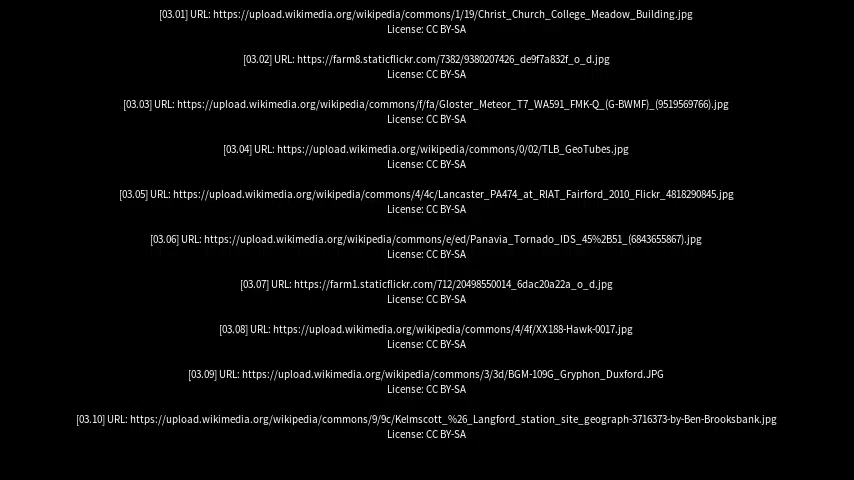 [03.01] URL: https://upload.wikimedia.org/wikipedia/commons/1/19/Christ_Church_College_Meadow_Building.jpg
License: CC BY-SA
[03.02] URL: https://farm8.staticflickr.com/7382/9380207426_de9f7a832f_o_d.jpg
License: CC BY-SA
[03.03] URL: https://upload.wikimedia.org/wikipedia/commons/f/fa/Gloster_Meteor_T7_WA591_FMK-Q_(G-BWMF)_(9519569766).jpg
License: CC BY-SA
[03.04] URL: https://upload.wikimedia.org/wikipedia/commons/0/02/TLB_GeoTubes.jpg
License: CC BY-SA
[03.05] URL: https://upload.wikimedia.org/wikipedia/commons/4/4c/Lancaster_PA474_at_RIAT_Fairford_2010_Flickr_4818290845.jpg
License: CC BY-SA
[03.06] URL: https://upload.wikimedia.org/wikipedia/commons/e/ed/Panavia_Tornado_IDS_45%2B51_(6843655867).jpg
License: CC BY-SA
[03.07] URL: https://farm1.staticflickr.com/712/20498550014_6dac20a22a_o_d.jpg
License: CC BY-SA
[03.08] URL: https://upload.wikimedia.org/wikipedia/commons/4/4f/XX188-Hawk-0017.jpg
License: CC BY-SA
[03.09] URL: https://upload.wikimedia.org/wikipedia/commons/3/3d/BGM-109G_Gryphon_Duxford.JPG
License: CC BY-SA
[03.10] URL: https://upload.wikimedia.org/wikipedia/commons/9/9c/Kelmscott_%26_Langford_station_site_geograph-3716373-by-Ben-Brooksbank.jpg
License: CC BY-SA